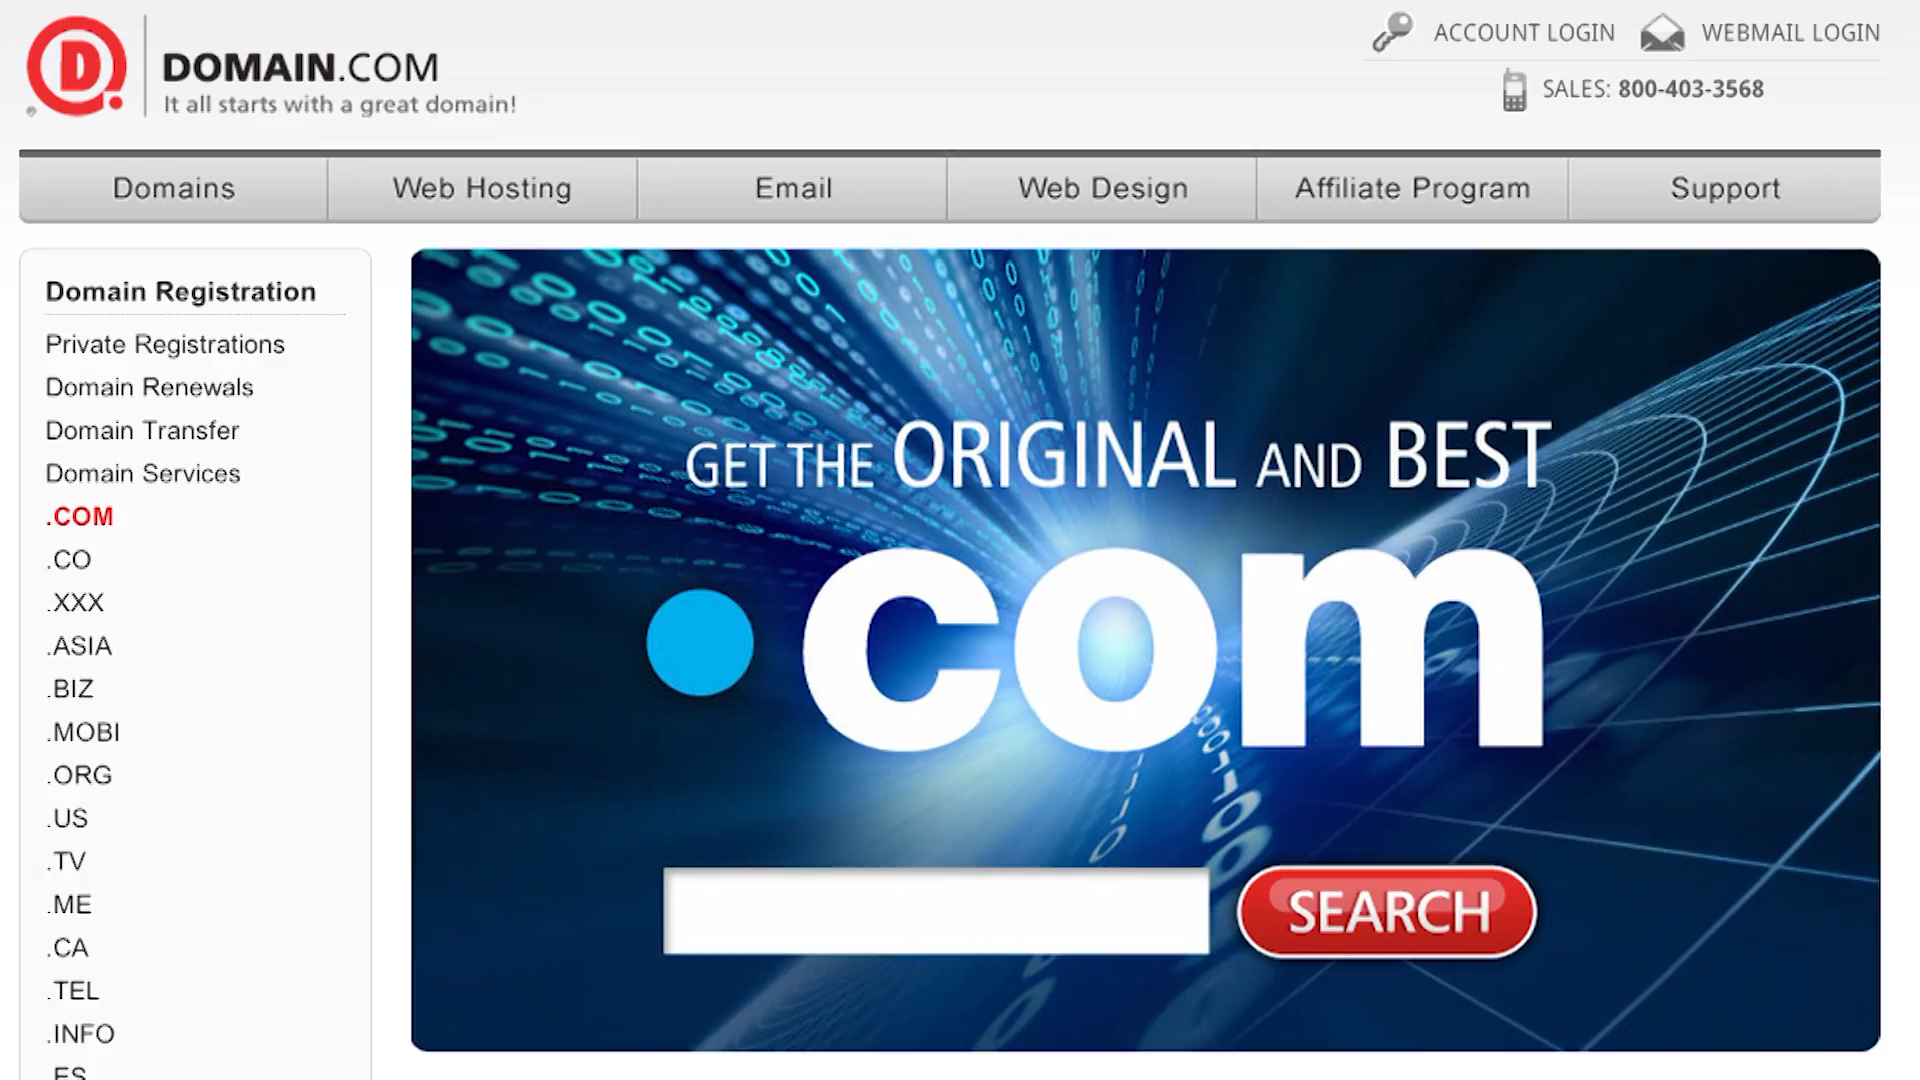 DOMAIN.COM
It all starts with a great domain!
ACCOUNT LOGIN
WEBMAIL LOGIN
SALES: 800-403-3568
Domains
Web Hosting
Email
Web Design
Affiliate Program
Support
Domain Registration
Private Registrations
Domain Renewals
Domain Transfer
Domain Services
.COM
.CO
.XXX
.ASIA
.BIZ
.MOBI
.ORG
.US
.TV
.ME
.CA
.TEL
.INFO
.ES
GET THE ORIGINAL AND BEST
.com
SEARCH